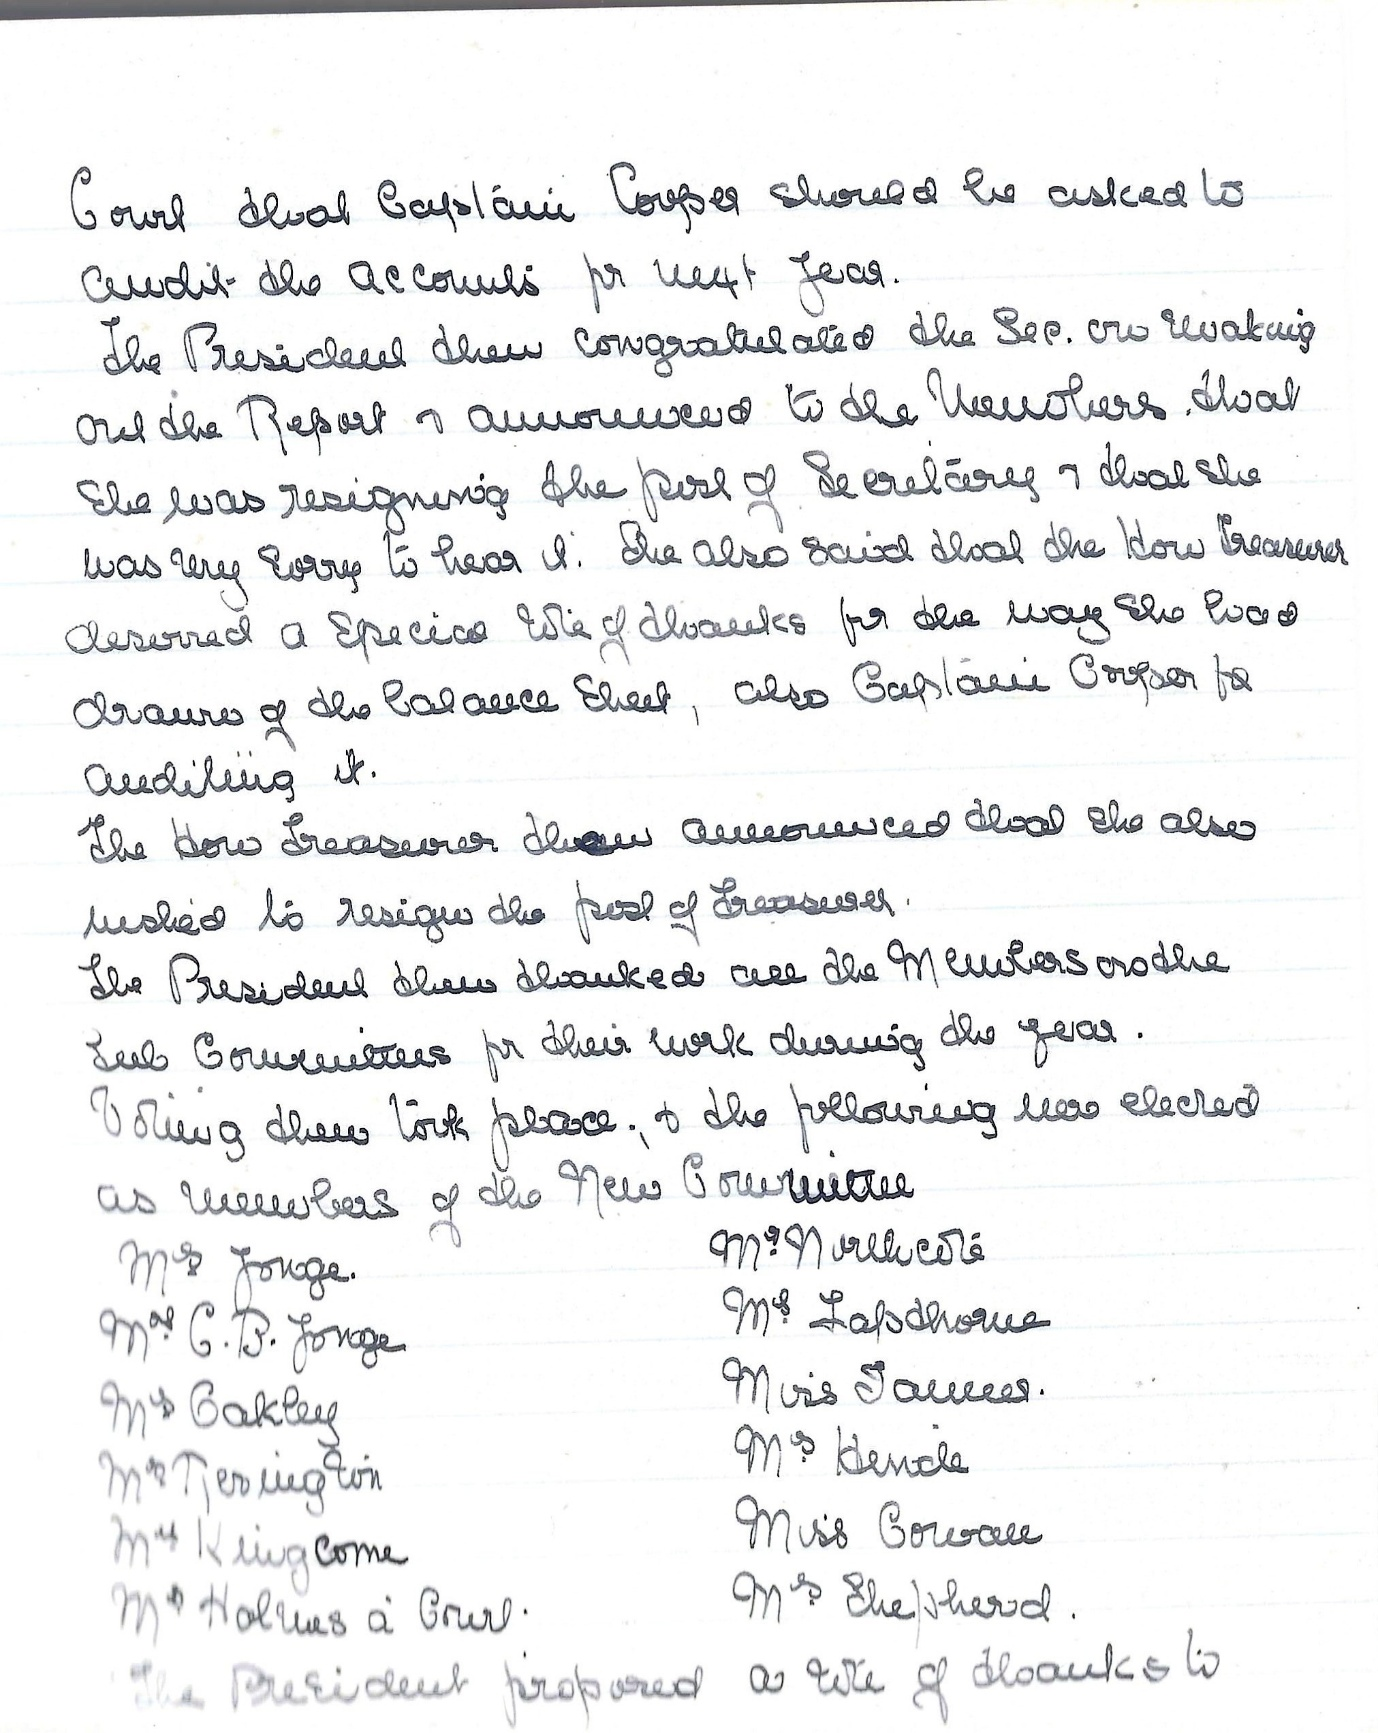 Court that Captain Cooper should be asked to
audit the accounts for next year.
The President then congratulated the Sec. on making
out the Report & announced to the Members that
she was resigning the post of Secretary & that she
was very sorry to hear it. She also said that the Hon Treasurer
deserved a special vote of thanks for the way she had
drawn of the balance sheet, also Captain Cooper for
auditing it.
The Hon Treasurer then announced that she also
wished to resign the post of Treasurer.
The President then thanked all the Members on the
Sub Committees for their work during the year.
Voting then took place, & the following were elected
as members of the New Committee
Mrs Yonge. Mrs Northcote
Mrs C. B. Yonge Mrs Lapthorne
Mrs Oakley Miss Tanner.
Mrs Kerington Mrs Hendle
Mrs Kingcome Miss Cowan
Mrs Holmes à Court. Mrs Shepherd.
The President proposed a vote of thanks to